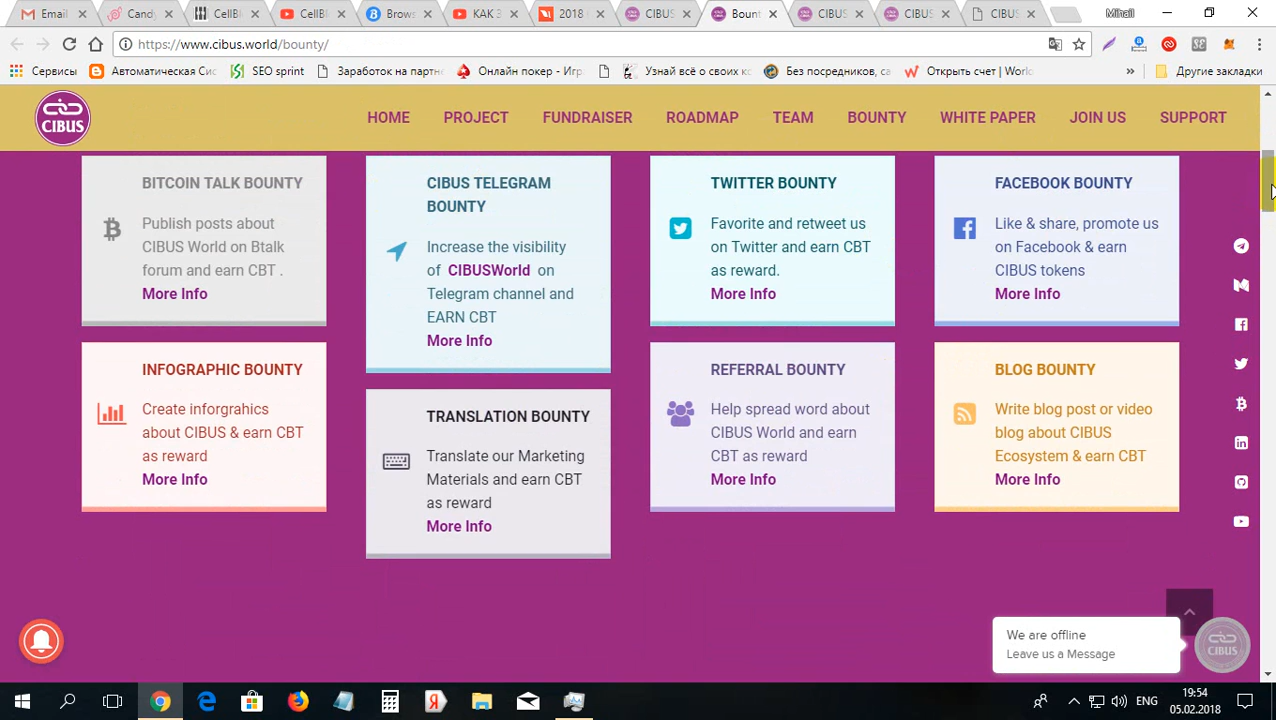 Email
Candy
CellBl
CellBl
Brows
КАК З
2018 I
CIBUS
Bount
CIBUS
CIBUS
CIBUS
Mihail
https://www.cibus.world/bounty/
Сервисы
Автоматическая Сис
SEO sprint
Заработок на партн
Онлайн покер - Игр
Узнай всё о своих кс
Без посредников, са
Открыть счет | Worl
»
Другие закладки
CIBUS
HOME
PROJECT
FUNDRAISER
ROADMAP
TEAM
BOUNTY
WHITE PAPER
JOIN US
SUPPORT
BITCOIN TALK BOUNTY
Publish posts about
CIBUS World on Btalk
forum and earn CBT .
More Info
CIBUS TELEGRAM
BOUNTY
Increase the visibility
of CIBUSWorld on
Telegram channel and
EARN CBT
More Info
TWITTER BOUNTY
Favorite and retweet us
on Twitter and earn CBT
as reward.
More Info
FACEBOOK BOUNTY
Like & share, promote us
on Facebook & earn
CIBUS tokens
More Info
INFOGRAPHIC BOUNTY
Create inforgrahics
about CIBUS & earn CBT
as reward
More Info
TRANSLATION BOUNTY
Translate our Marketing
Materials and earn CBT
as reward
More Info
REFERRAL BOUNTY
Help spread word about
CIBUS World and earn
CBT as reward
More Info
BLOG BOUNTY
Write blog post or video
blog about CIBUS
Ecosystem & earn CBT
More Info
We are offline
Leave us a Message
CIBUS
ENG
19:54
05.02.2018